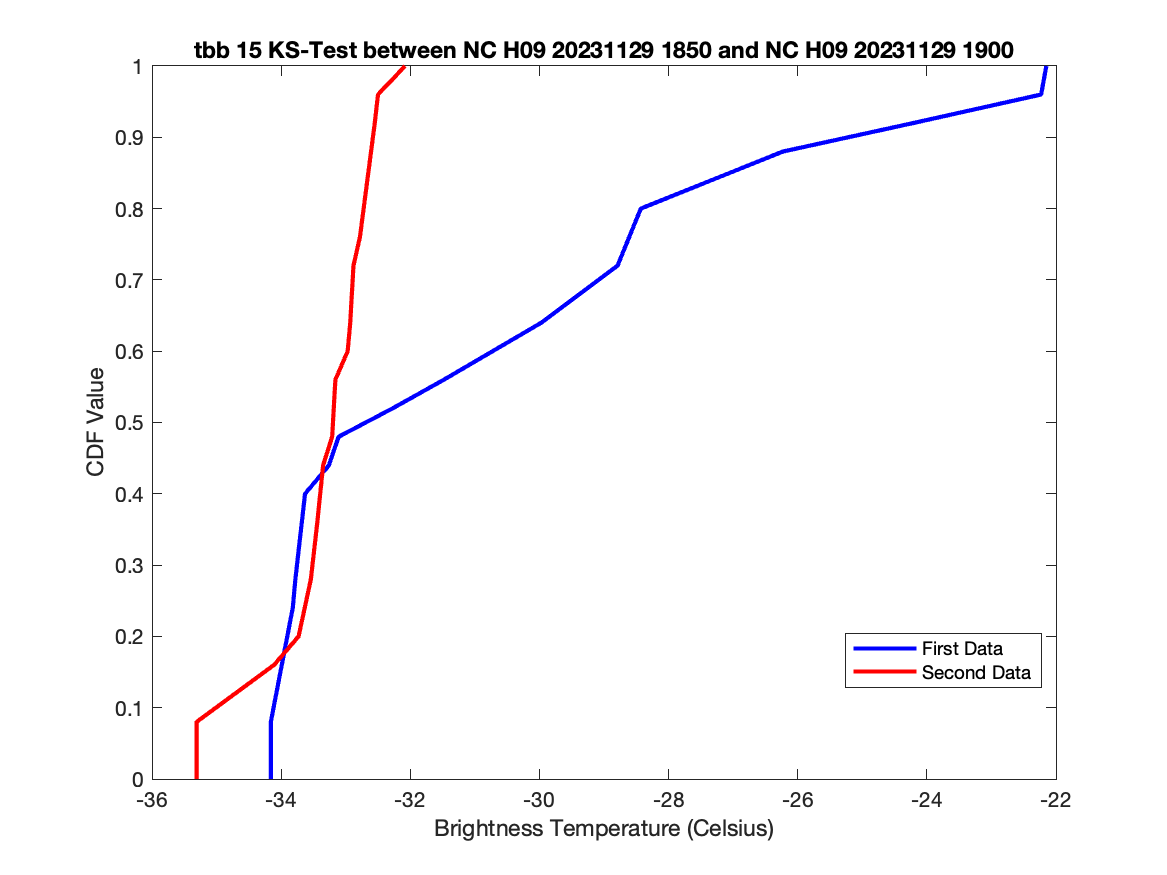 tbb 15 KS-Test between NC H09 20231129 1850 and NC H09 20231129 1900
1
0.9
0.8
0.7
0.6
0.5
0.4
0.3
0.2
0.1
0
CDF Value
First Data
Second Data
-36 -34 -32 -30 -28 -26 -24 -22
Brightness Temperature (Celsius)